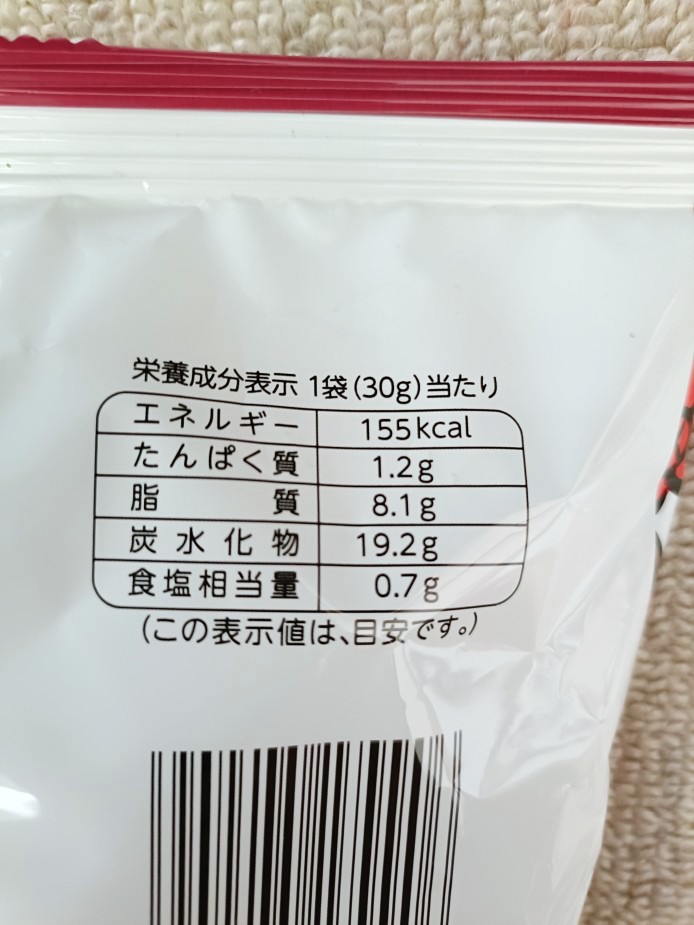 栄養成分表示 1袋(30g)当たり
エネルギー 155kcal
たんぱく質 1.2g
脂質 8.1g
炭水化物 19.2g
食塩相当量 0.7g
(この表示値は、目安です。)